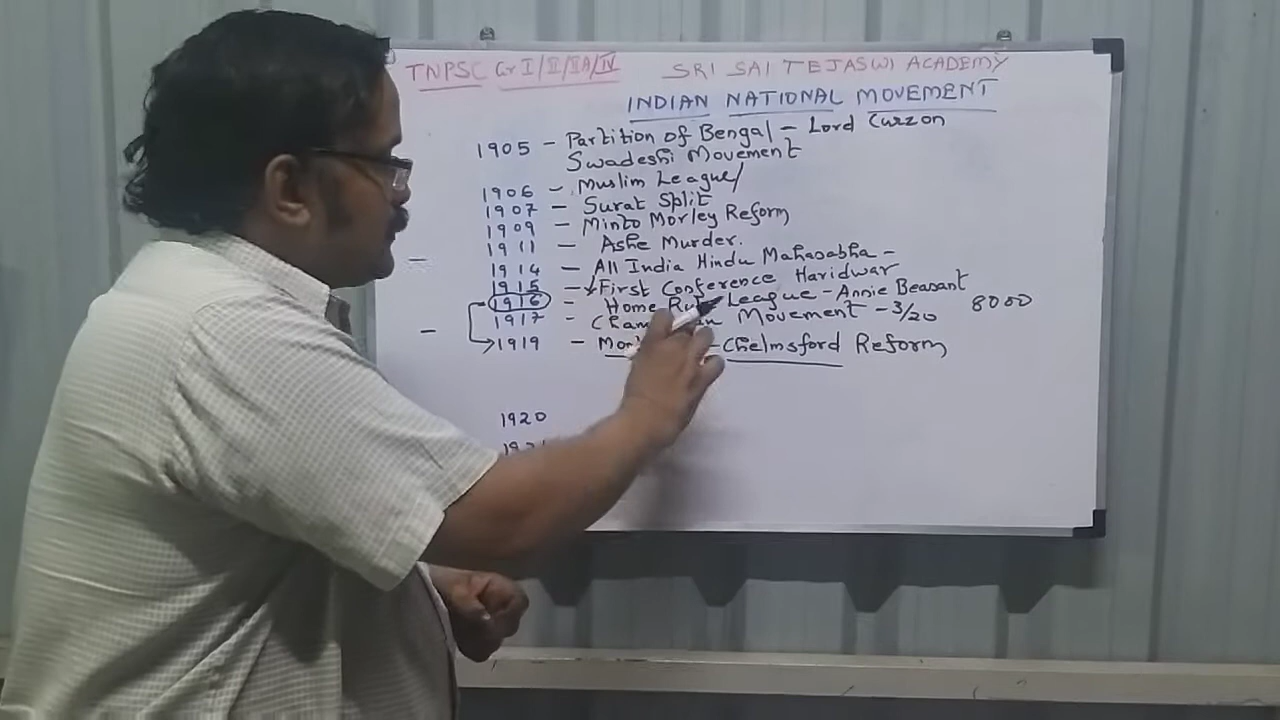 TNPSC Gr I/II/IIA/IV SRI SAI TEJASWI ACADEMY
INDIAN NATIONAL MOVEMENT
1905 - Partition of Bengal - Lord Curzon
Swadeshi Movement
1906 - Muslim League/
1907 - Surat Split
1909 - Minto Morley Reform
1911 - Ashe Murder.
1914 - All India Hindu Mahasabha -
1915 - First Conference Haridwar
1916 - Home League - Annie Beasant
1917 - Movement - 3/20 8000
1919 - Chelmsford Reform
1920